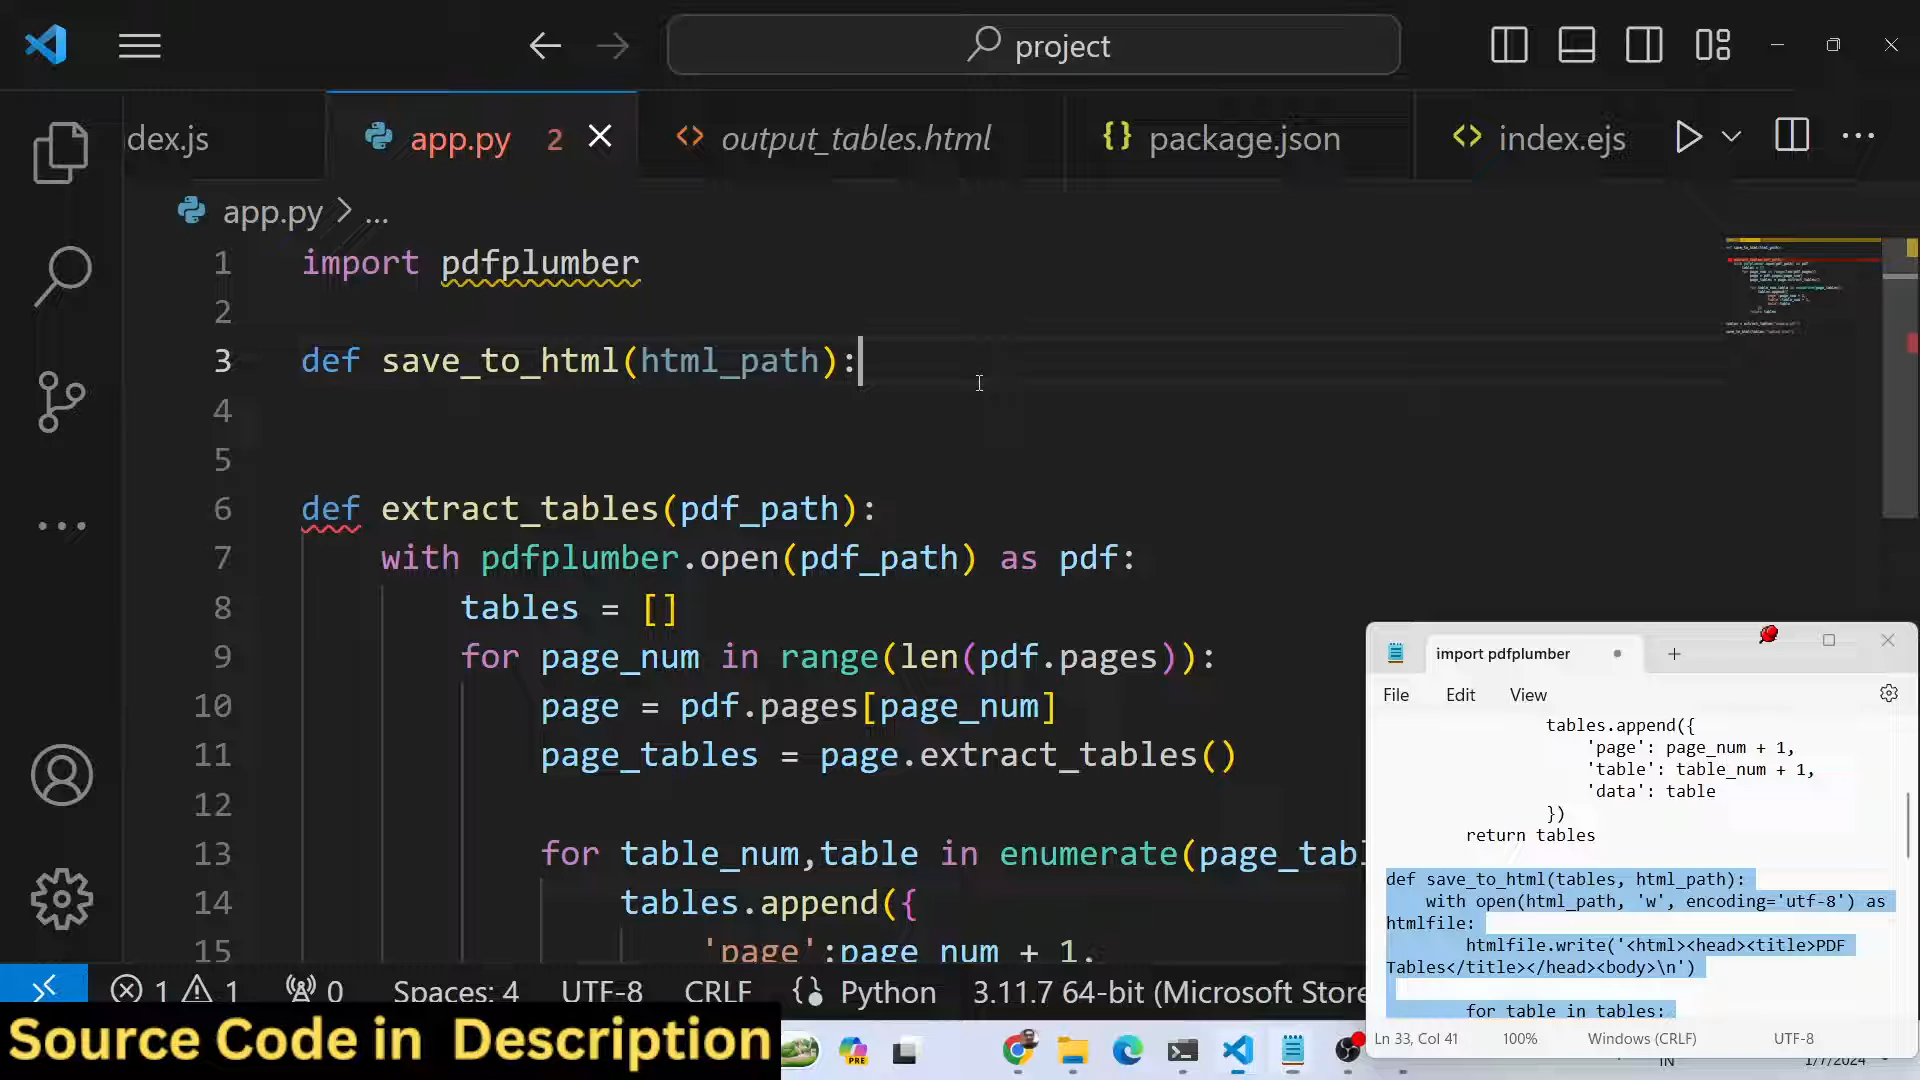 project
dex.js
app.py 2
output_tables.html
package.json
index.ejs
app.py > ...
1 import pdfplumber
2
3 def save_to_html(html_path):
4
5
6 def extract_tables(pdf_path):
7 with pdfplumber.open(pdf_path) as pdf:
8 tables = []
9 for page_num in range(len(pdf.pages)):
10 page = pdf.pages[page_num]
11 page_tables = page.extract_tables()
12
13 for table_num,table in enumerate(page_tabl
14 tables.append({
15 'page':page_num + 1,
import pdfplumber
File Edit View
tables.append({
'page': page_num + 1,
'table': table_num + 1,
'data': table
})
return tables
def save_to_html(tables, html_path):
with open(html_path, 'w', encoding='utf-8') as
htmlfile:
htmlfile.write('<html><head><title>PDF
Tables</title></head><body>\n')
for table in tables:
Ln 33, Col 41 100% Windows (CRLF) UTF-8
1 1 0 Spaces: 4 UTF-8 CRLF Python 3.11.7 64-bit (Microsoft Store
Source Code in Description
PRE
IN
1/7/2024